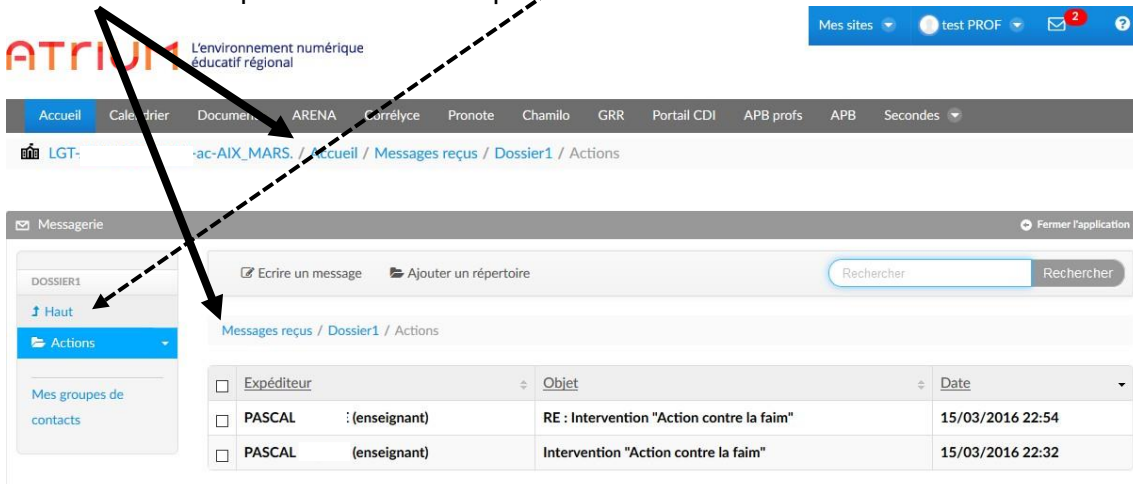 Mes sites test PROF 2 ?
ATrIUM L'environnement numérique
éducatif régional
Accueil Calendrier ARENA Corrélyce Pronote Chamilo GRR Portail CDI APB profs APB Secondes
LGT- -ac-AIX_MARS. / Accueil / Messages reçus / Dossier1 / Actions
Messagerie Fermer l'application
DOSSIER1
Haut
Actions
Mes groupes de
contacts
Ecrire un message Ajouter un répertoire Rechercher Rechercher
Messages reçus / Dossier1 / Actions
Expéditeur Objet Date
PASCAL (enseignant) RE : Intervention "Action contre la faim" 15/03/2016 22:54
PASCAL (enseignant) Intervention "Action contre la faim" 15/03/2016 22:32